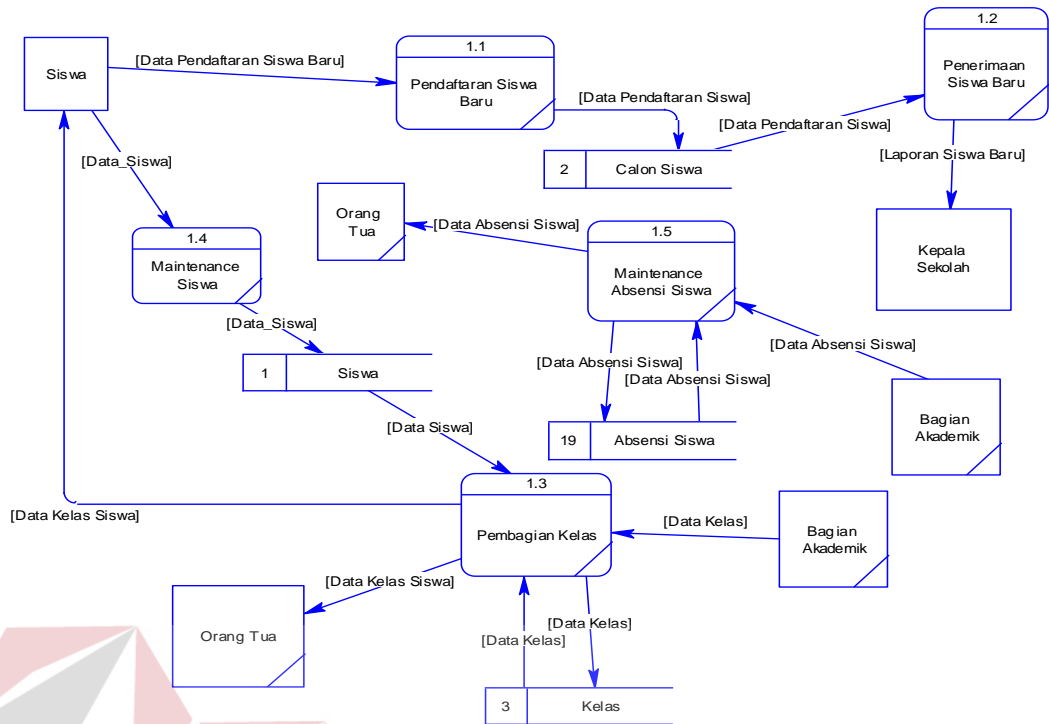 1.1
1.2
Siswa
[Data Pendaftaran Siswa Baru]
Pendaftaran Siswa
Baru
Penerimaan
Siswa Baru
[Data Pendaftaran Siswa]
[Data Pendaftaran Siswa]
[Laporan Siswa Baru]
[Data_Siswa]
2
Calon Siswa
Orang
Tua
[Data Absensi Siswa]
1.4
1.5
Maintenance
Siswa
Maintenance
Absensi Siswa
Kepala
Sekolah
[Data_Siswa]
[Data Absensi Siswa]
[Data Absensi Siswa]
[Data Absensi Siswa]
1
Siswa
[Data Siswa]
19
Absensi Siswa
Bagian
Akademik
1.3
[Data Kelas Siswa]
Pembagian Kelas
[Data Kelas]
Bagian
Akademik
[Data Kelas Siswa]
Orang Tua
[Data Kelas]
[Data Kelas]
3
Kelas